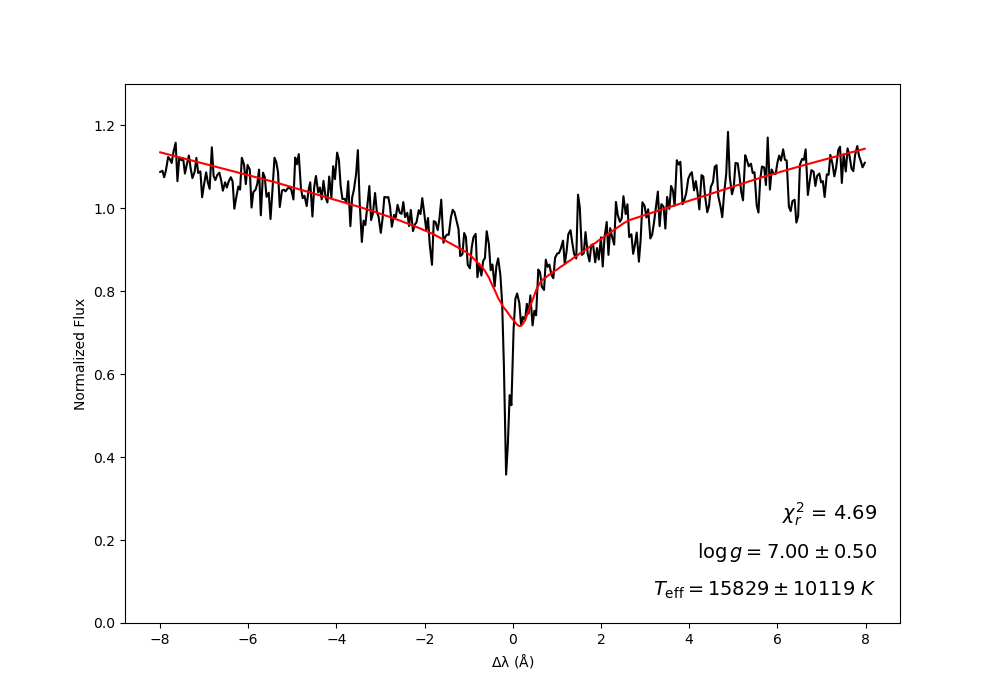 1.2
1.0
0.8
0.6
0.4
0.2
0.0
Normalized Flux
χ²ᵣ = 4.69
log g = 7.00 ± 0.50
T_eff = 15829 ± 10119 K
−8 −6 −4 −2 0 2 4 6 8
Δλ (Å)